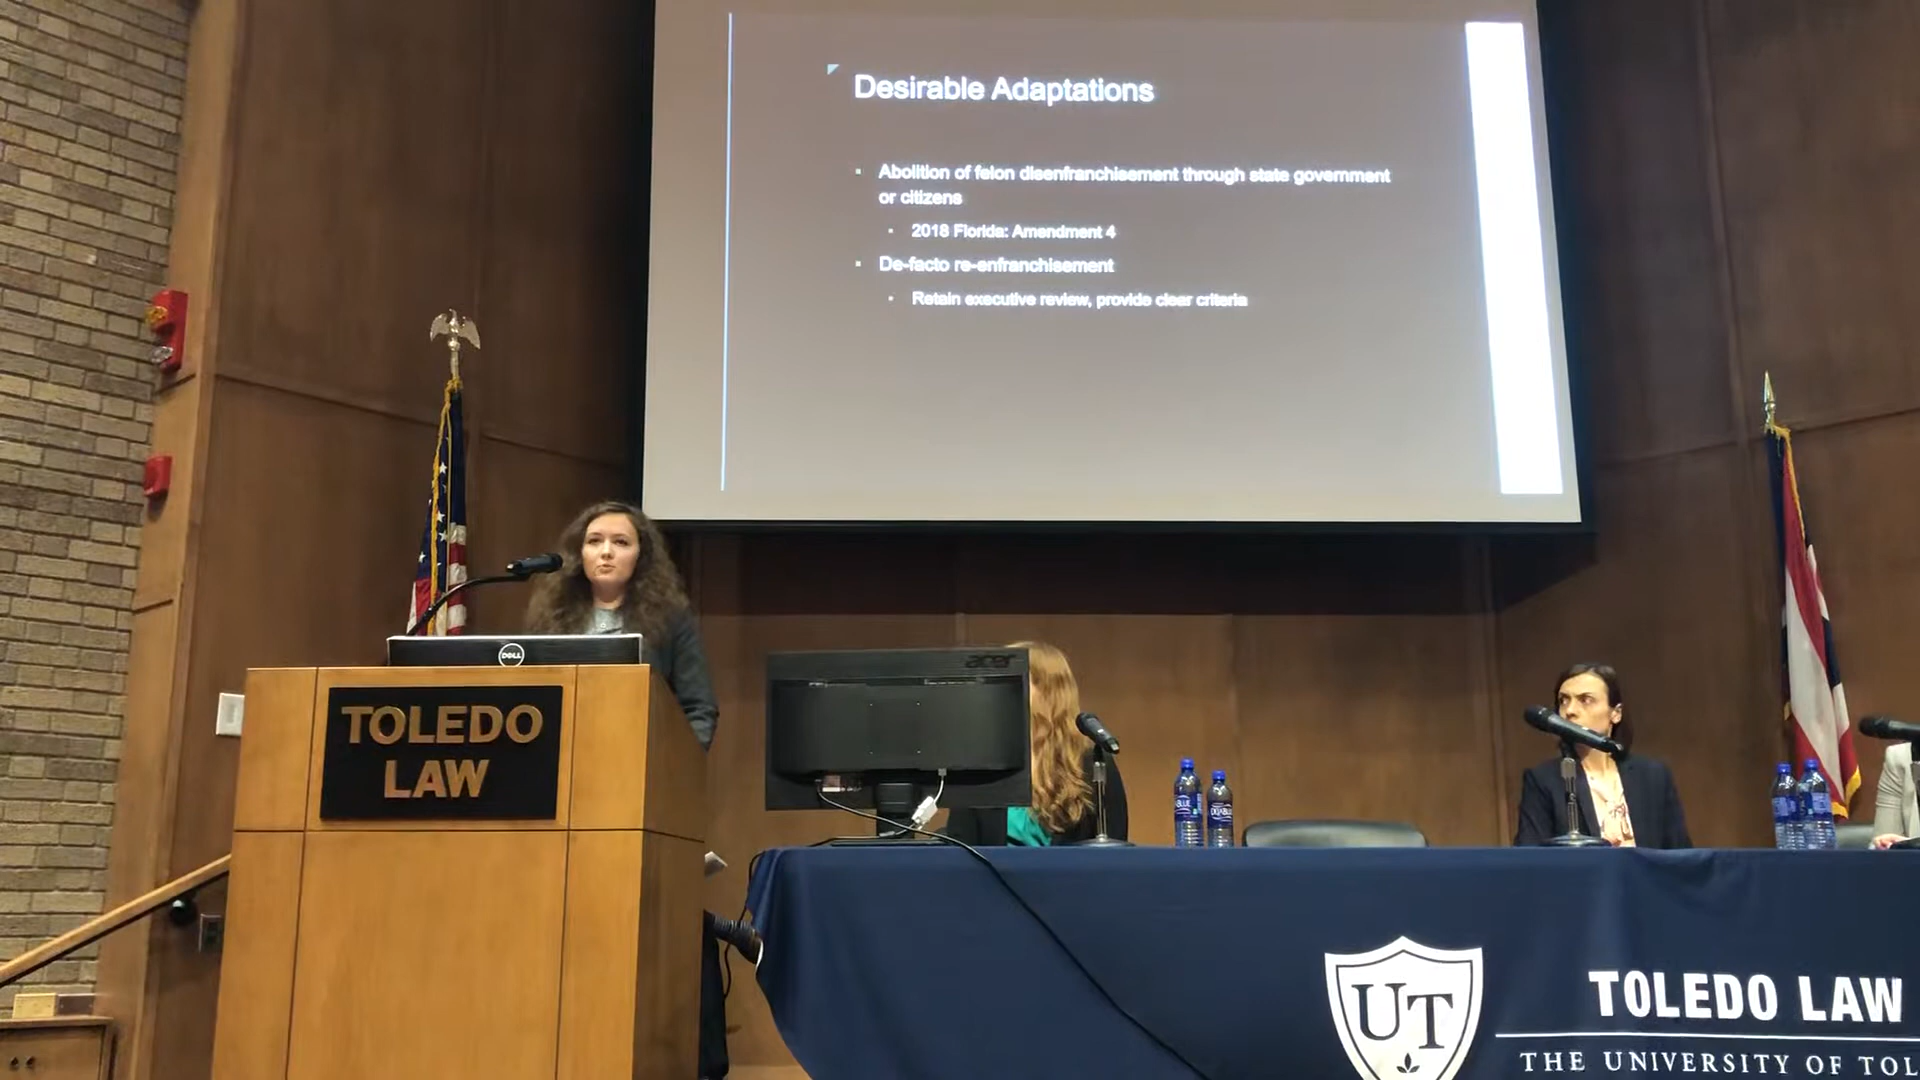 Desirable Adaptations
Abolition of felon disenfranchisement through state government
or citizens
2018 Florida: Amendment 4
De-facto re-enfranchisement
Retain executive review, provide clear criteria
DELL
acer
TOLEDO
LAW
UT
TOLEDO LAW
THE UNIVERSITY OF TOL